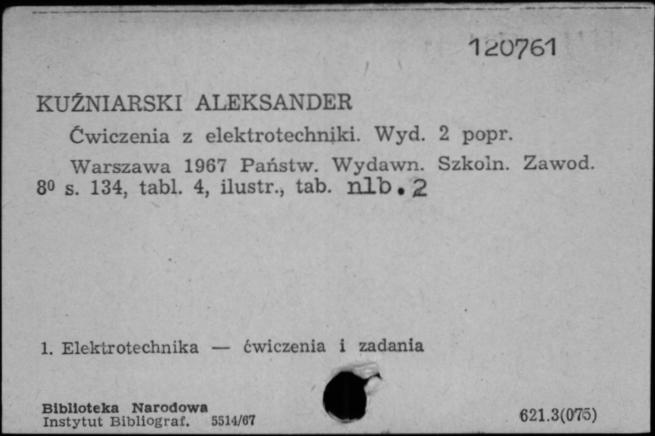 120761
KUŹNIARSKI ALEKSANDER
Ćwiczenia z elektrotechniki. Wyd. 2 popr.
Warszawa 1967 Państw. Wydawn. Szkoln. Zawod.
8⁰ s. 134, tabl. 4, ilustr., tab. nlb. 2
1. Elektrotechnika — ćwiczenia i zadania
Biblioteka Narodowa
Instytut Bibliograf. 5514/67
621.3(075)